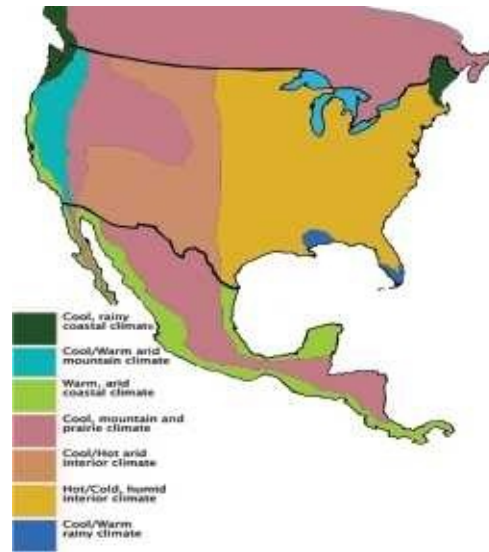 Cool, rainy
coastal climate
Cool/Warm arid
mountain climate
Warm, arid
coastal climate
Cool, mountain and
prairie climate
Cool/Hot arid
interior climate
Hot/Cold, humid
interior climate
Cool/Warm
rainy climate